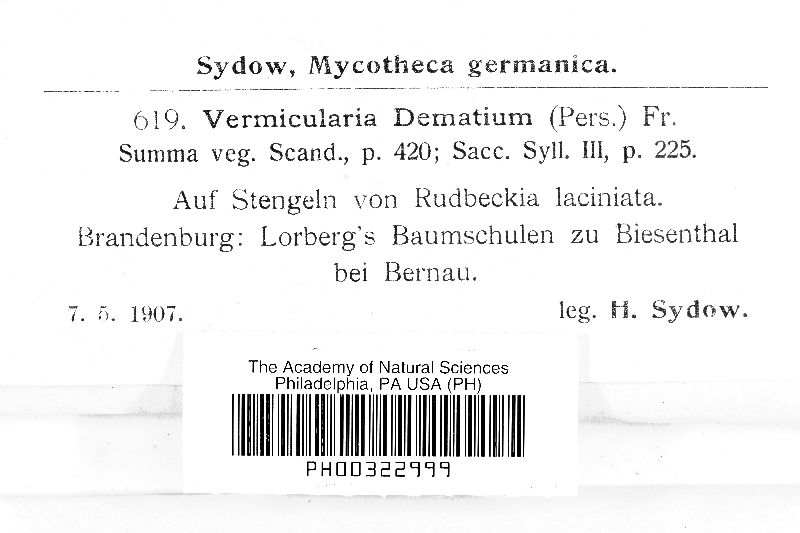 Sydow, Mycotheca germanica.
619. Vermicularia Dematium (Pers.) Fr.
Summa veg. Scand., p. 420; Sacc. Syll. III, p. 225.
Auf Stengeln von Rudbeckia laciniata.
Brandenburg: Lorberg's Baumschulen zu Biesenthal
bei Bernau.
7. 5. 1907. leg. H. Sydow.
The Academy of Natural Sciences
Philadelphia, PA USA (PH)
PH00322999